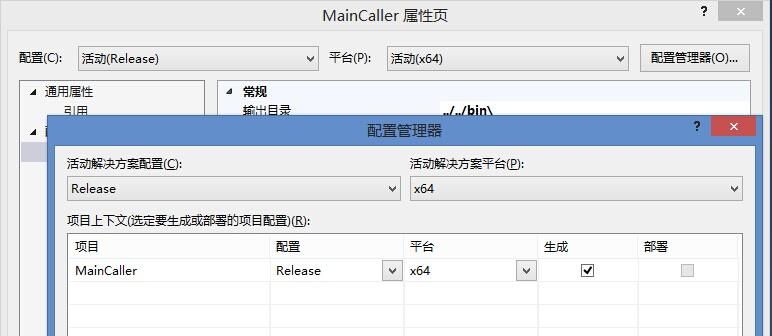 MainCaller 属性页
配置(C): 活动(Release) 平台(P): 活动(x64) 配置管理器(O)...
通用属性 常规
引用 输出目录 ../../bin\
配置管理器
活动解决方案配置(C): 活动解决方案平台(P):
Release x64
项目上下文(选定要生成或部署的项目配置)(R):
项目 配置 平台 生成 部署
MainCaller Release x64